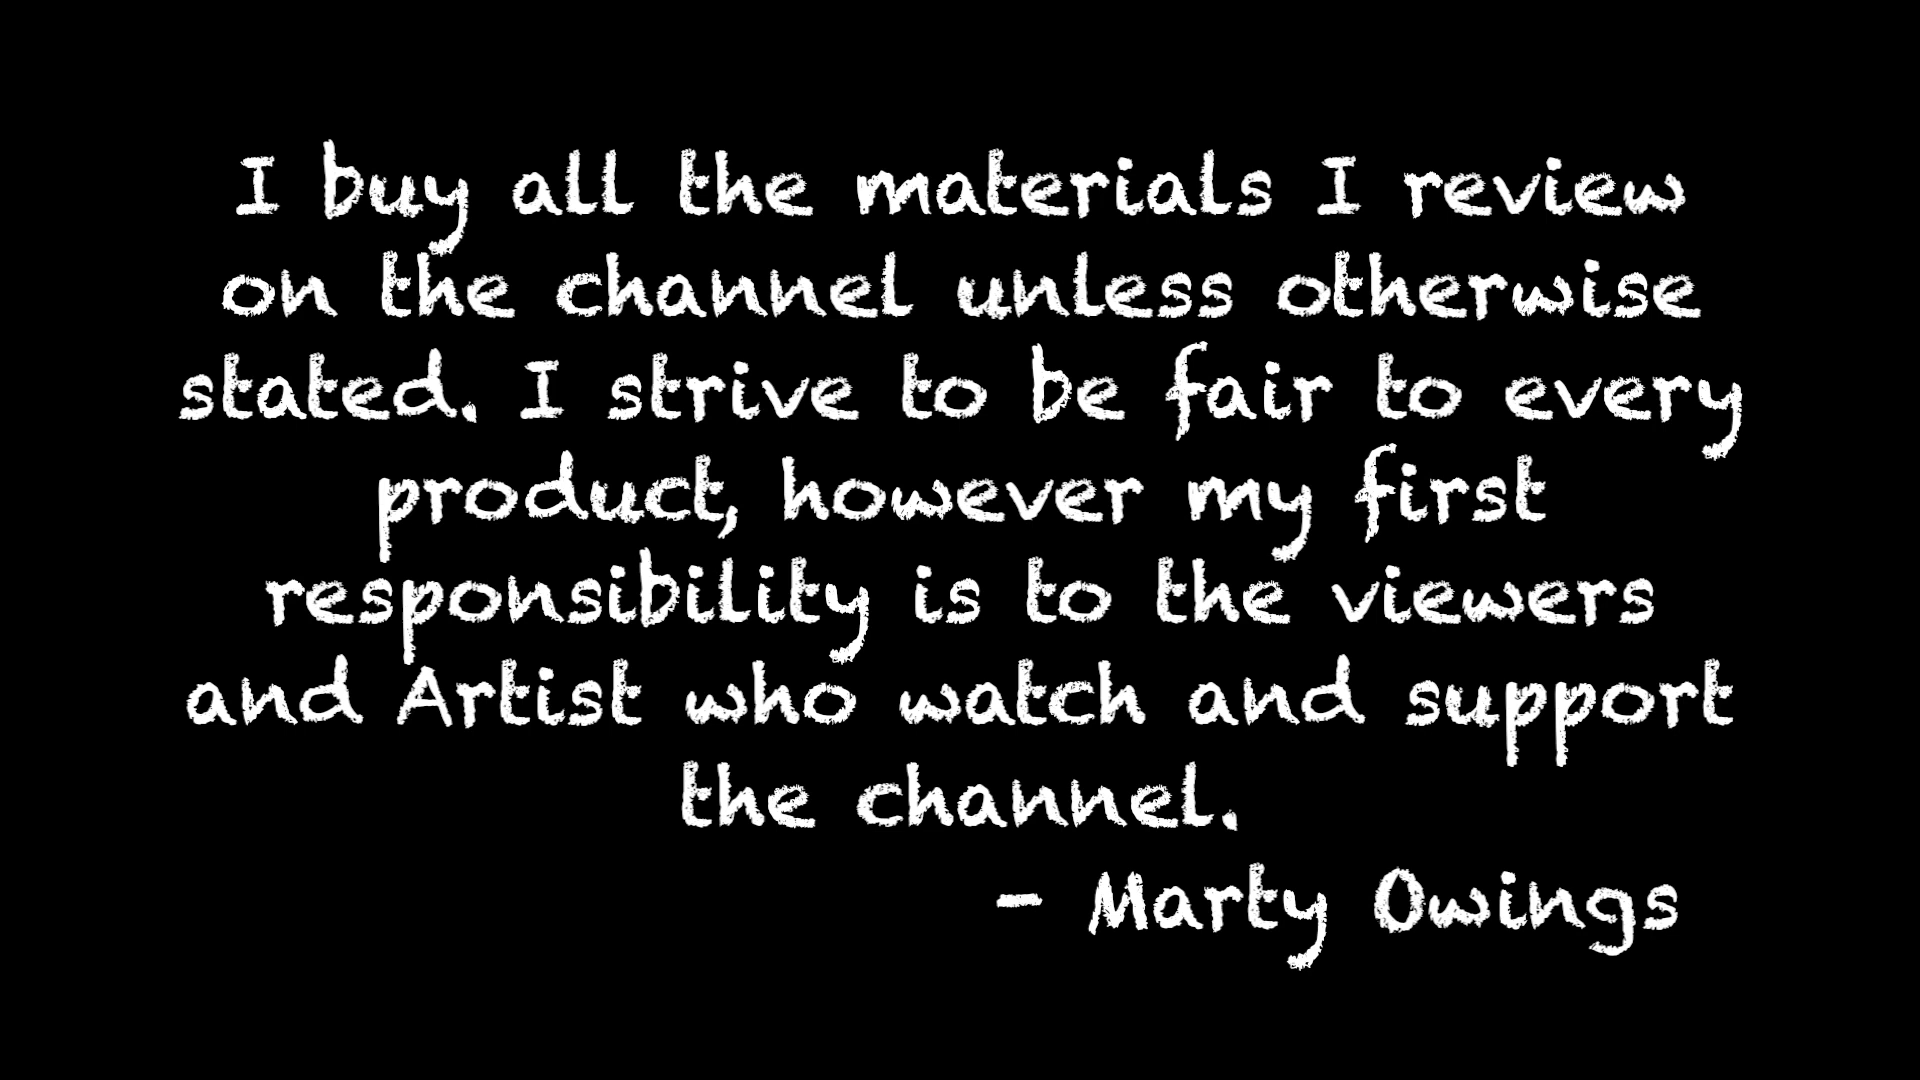 I buy all the materials I review
on the channel unless otherwise
stated. I strive to be fair to every
product, however my first
responsibility is to the viewers
and Artist who watch and support
the channel.
- Marty Owings